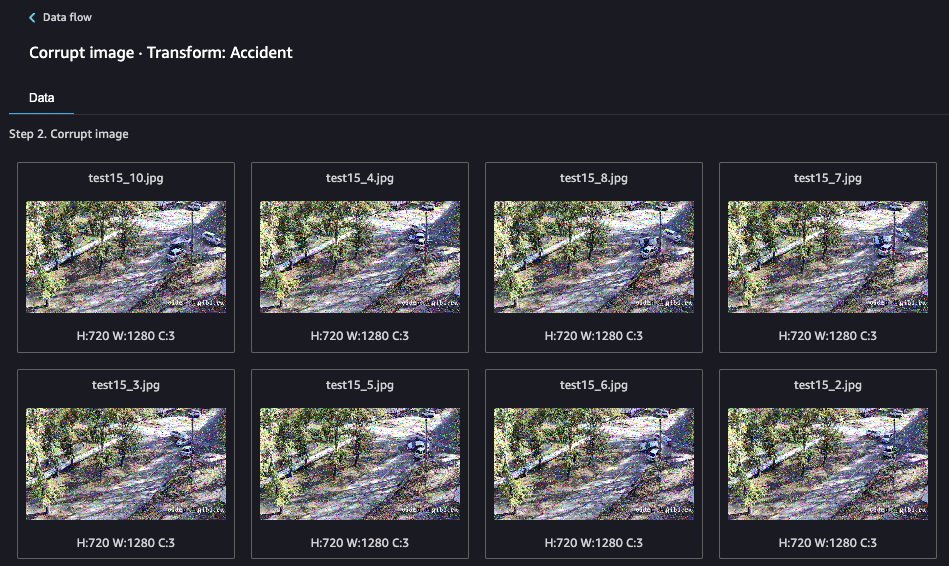 Data flow
Corrupt image · Transform: Accident
Data
Step 2. Corrupt image
test15_10.jpg
test15_4.jpg
test15_8.jpg
test15_7.jpg
H:720 W:1280 C:3
H:720 W:1280 C:3
H:720 W:1280 C:3
H:720 W:1280 C:3
test15_3.jpg
test15_5.jpg
test15_6.jpg
test15_2.jpg
H:720 W:1280 C:3
H:720 W:1280 C:3
H:720 W:1280 C:3
H:720 W:1280 C:3